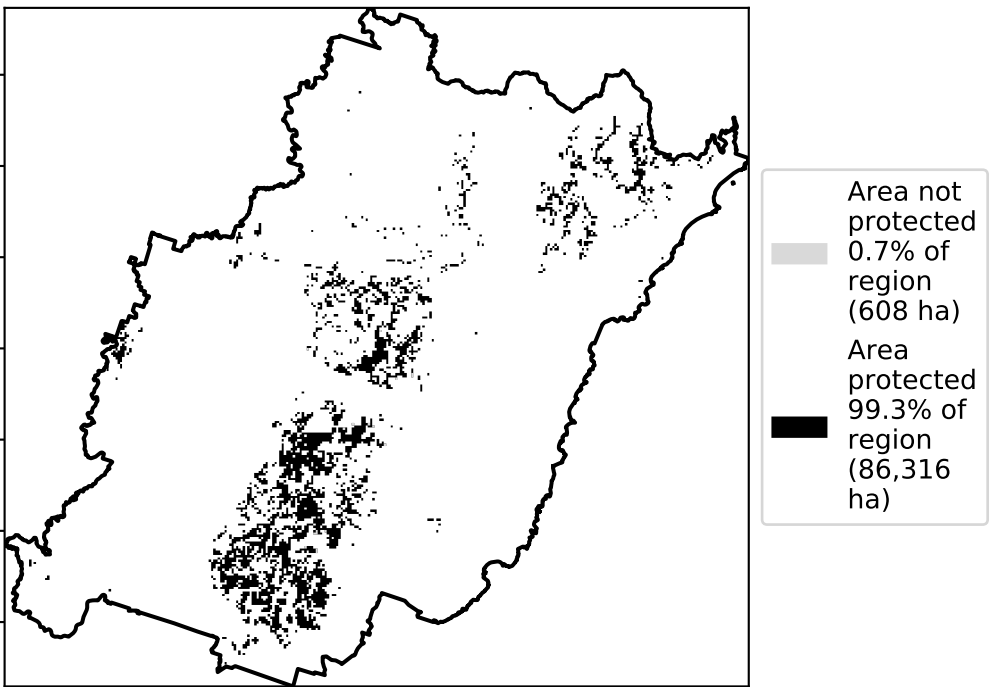 Area not
protected
0.7% of
region
(608 ha)
Area
protected
99.3% of
region
(86,316
ha)